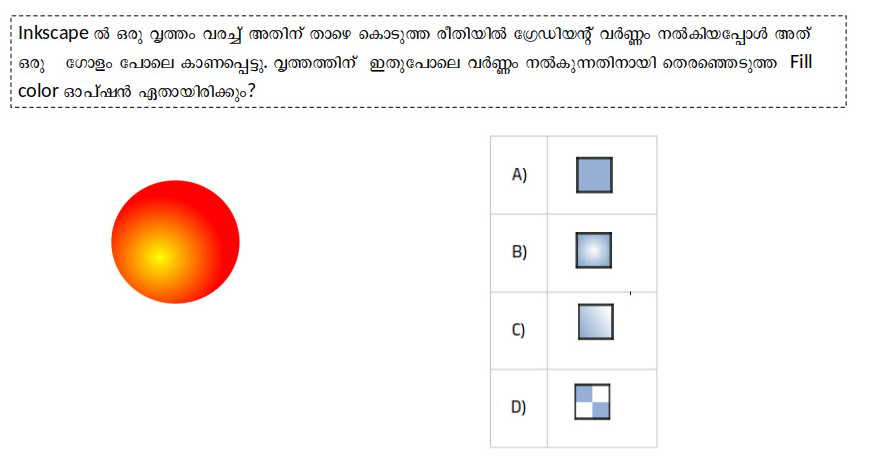 Inkscape ൽ ഒരു വൃത്തം വരച്ച് അതിന് താഴെ കൊടുത്ത രീതിയിൽ ഗ്രേഡിയന്റ് വർണ്ണം നൽകിയപ്പോൾ അത്
ഒരു ഗോളം പോലെ കാണപ്പെട്ടു. വൃത്തത്തിന് ഇതുപോലെ വർണ്ണം നൽകുന്നതിനായി തെരഞ്ഞെടുത്ത Fill
color ഓപ്ഷൻ ഏതായിരിക്കും?
A)
B)
C)
D)